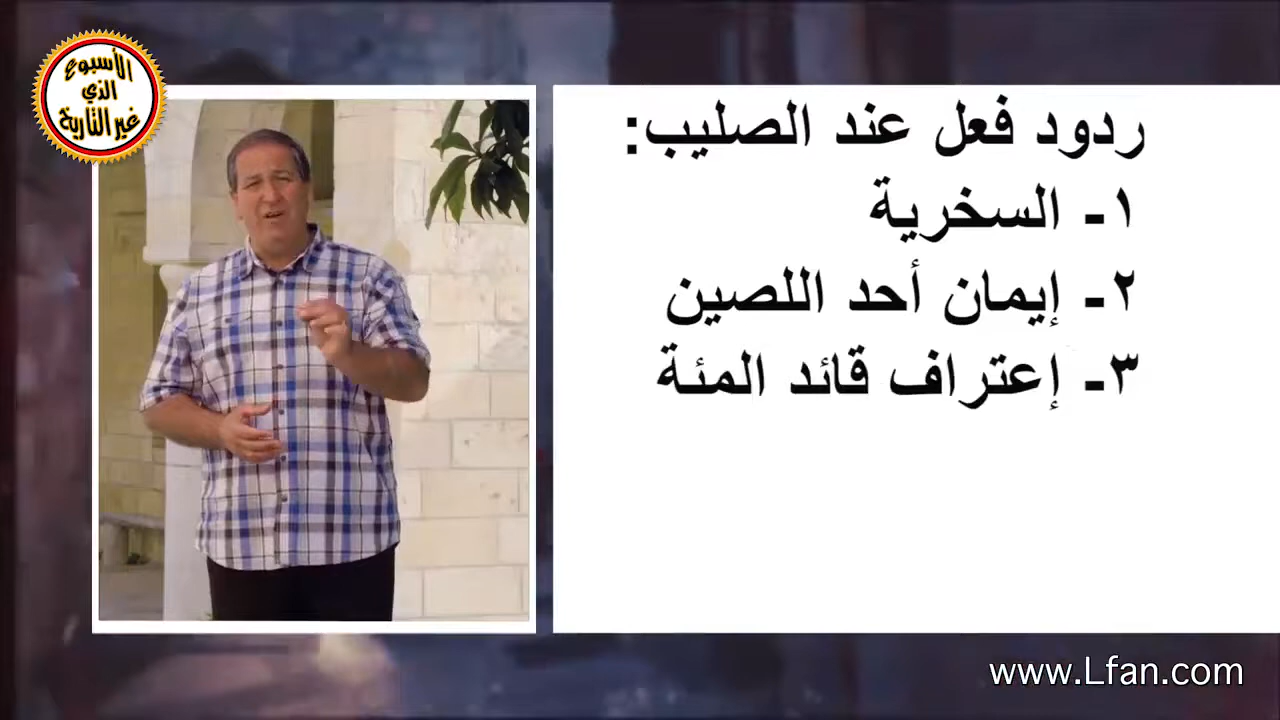 الأسبوع
الذي
غير التاريخ
ردود فعل عند الصليب:
١- السخرية
٢- إيمان أحد اللصين
٣- إعتراف قائد المئة
www.Lfan.com